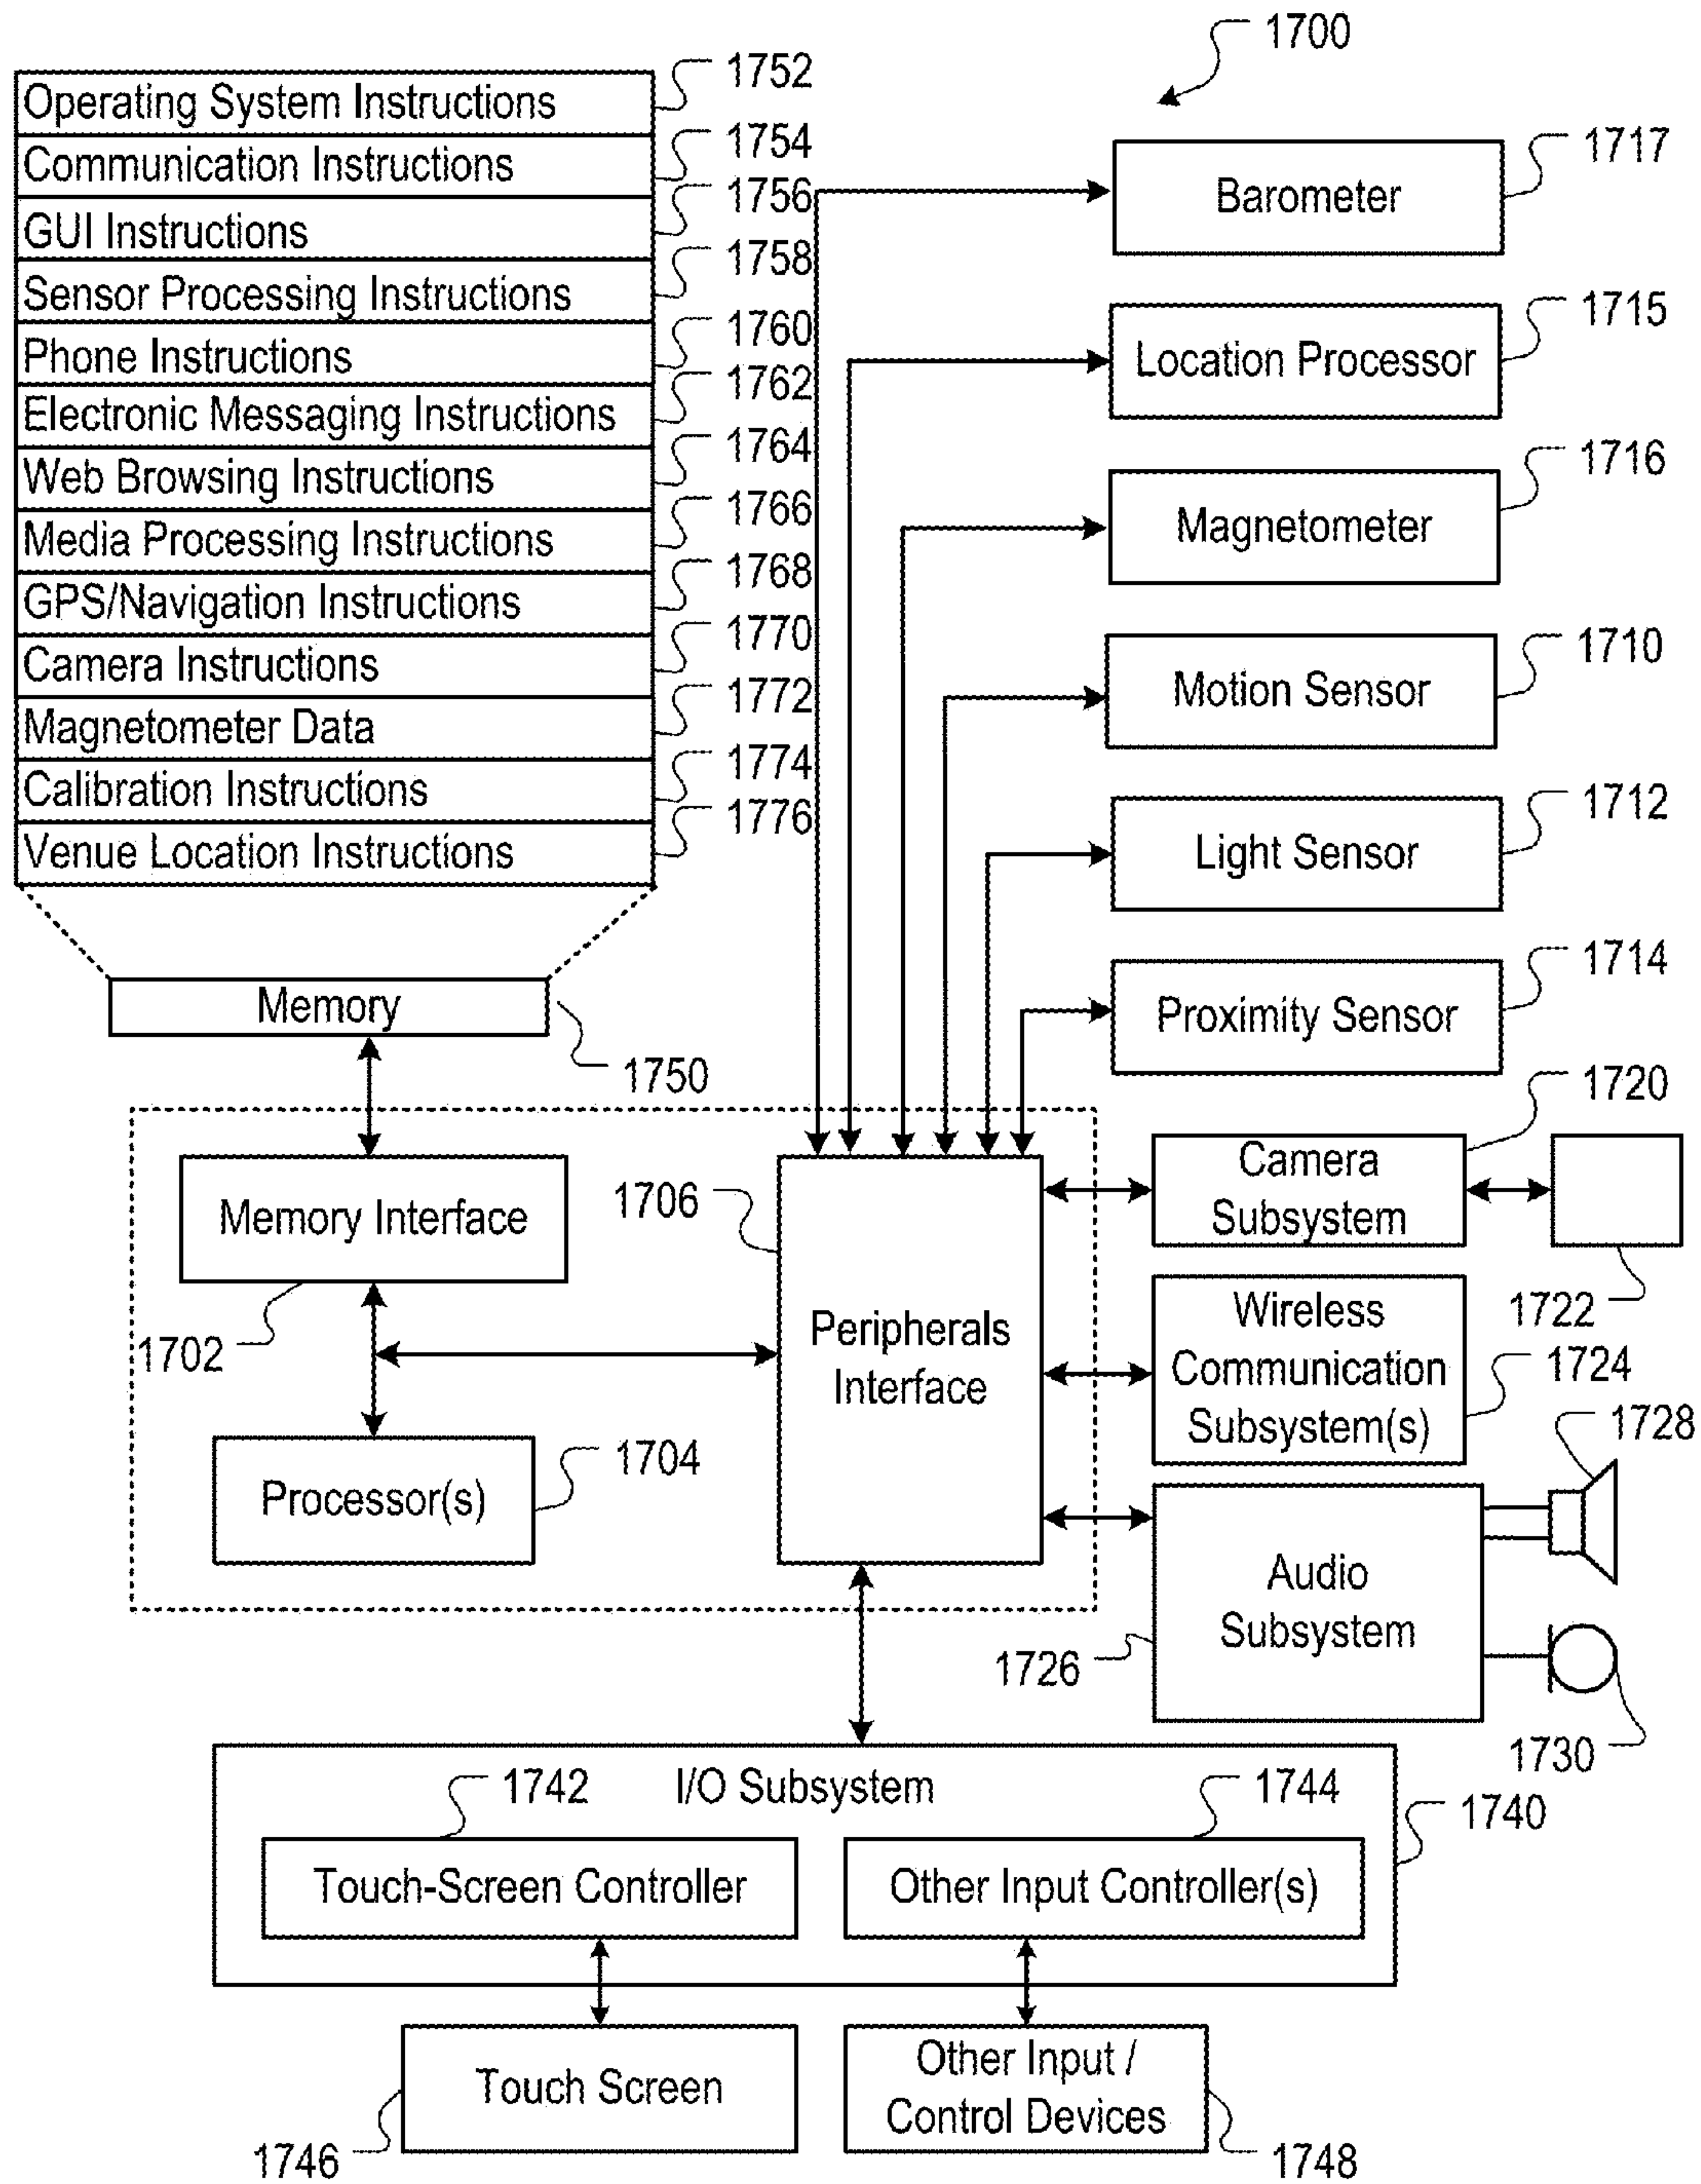 1700
Operating System Instructions
1752
Communication Instructions
1754
GUI Instructions
1756
Sensor Processing Instructions
1758
Phone Instructions
1760
Electronic Messaging Instructions
1762
Web Browsing Instructions
1764
Media Processing Instructions
1766
GPS/Navigation Instructions
1768
Camera Instructions
1770
Magnetometer Data
1772
Calibration Instructions
1774
Venue Location Instructions
1776
Memory
1750
Barometer
1717
Location Processor
1715
Magnetometer
1716
Motion Sensor
1710
Light Sensor
1712
Proximity Sensor
1714
Memory Interface
1702
Processor(s)
1704
1706
Peripherals
Interface
1720
Camera
Subsystem
1722
Wireless
Communication
Subsystem(s)
1724
1728
Audio
Subsystem
1726
1730
I/O Subsystem
1740
1742
Touch-Screen Controller
1744
Other Input Controller(s)
Touch Screen
1746
Other Input /
Control Devices
1748